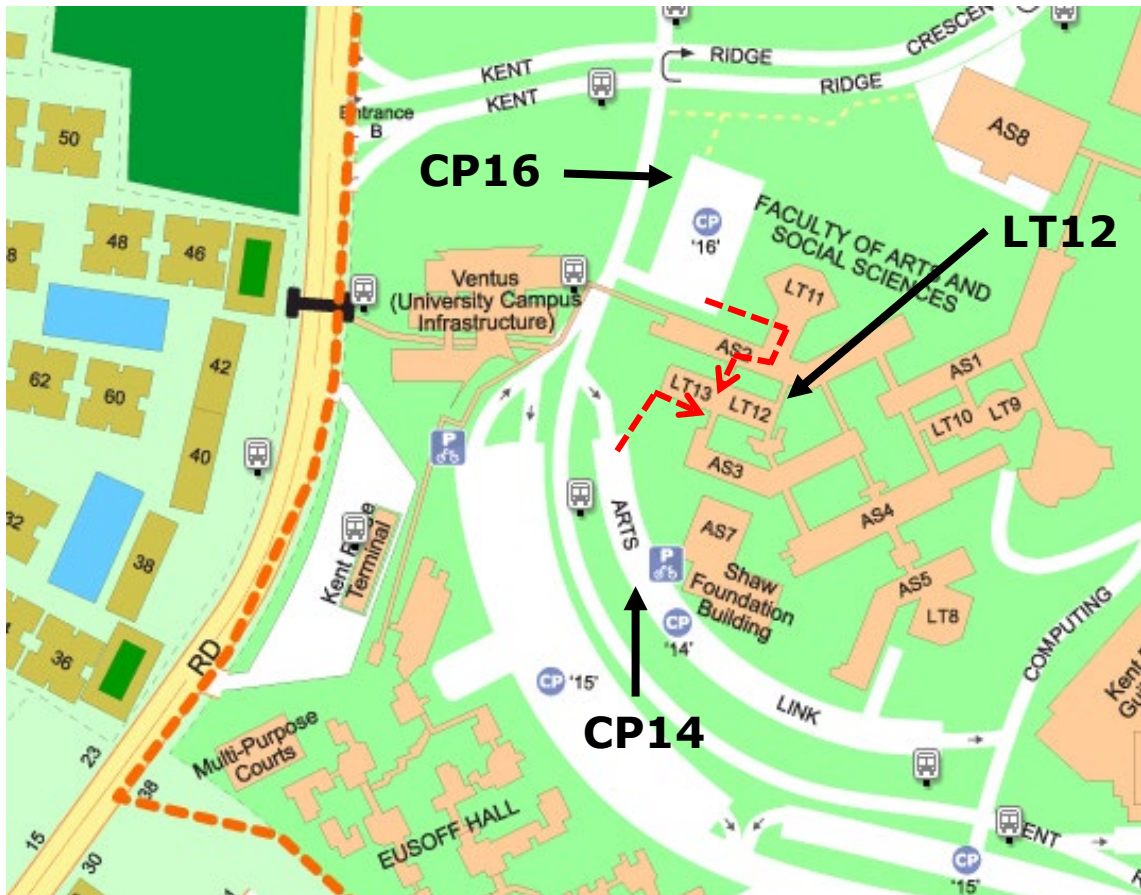 50
48
46
42
62
60
40
32
38
36
KENT RIDGE CRESCEN
KENT RIDGE
Entrance
B
CP16
CP
'16'
AS8
FACULTY OF ARTS AND
SOCIAL SCIENCES
LT12
Ventus
(University Campus
Infrastructure)
LT11
AS2
AS1
LT13
LT12
LT10
LT9
AS3
AS4
AS7
Shaw
Foundation
Building
AS5
LT8
P
ARTS
P
CP
'14'
LINK
COMPUTING
Kent Ridge
Terminal
CP '15'
CP14
RD
Multi-Purpose
Courts
EUSOFF HALL
23
38
15
30
CP
'15'
ENT